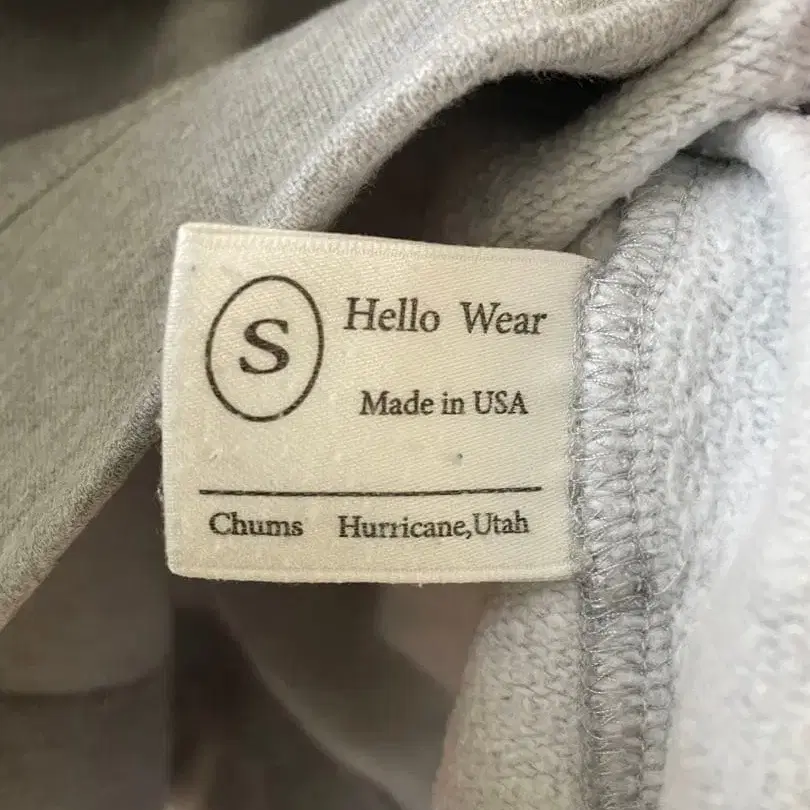 S
Hello Wear
Made in USA
Chums Hurricane,Utah